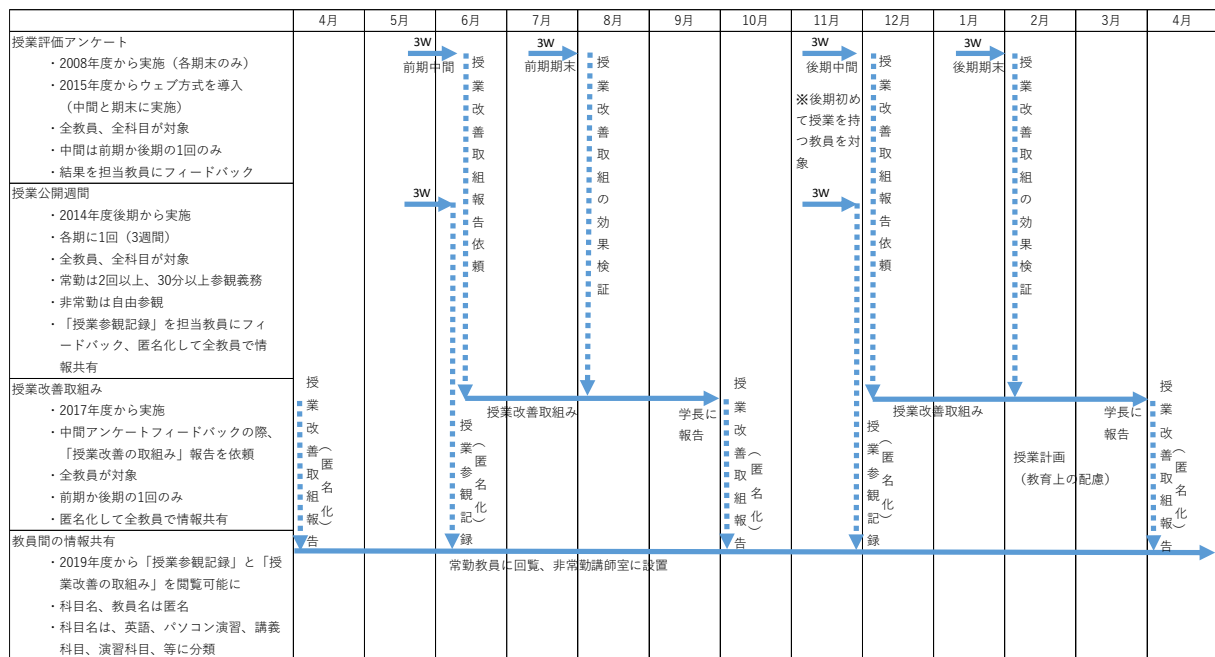 4月 5月 6月 7月 8月 9月 10月 11月 12月 1月 2月 3月 4月
授業評価アンケート
・2008年度から実施（各期末のみ）
・2015年度からウェブ方式を導入
（中間と期末に実施）
・全教員、全科目が対象
・中間は前期か後期の1回のみ
・結果を担当教員にフィードバック
3W
前期中間
授業改善取組報告依頼
3W
前期期末
授業改善取組の効果検証
3W
後期中間
※後期初め
て授業を持
つ教員を対
象
授業改善取組報告依頼
3W
後期期末
授業改善取組の効果検証
授業公開週間
・2014年度後期から実施
・各期に1回（3週間）
・全教員、全科目が対象
・常勤は2回以上、30分以上参観義務
・非常勤は自由参観
・「授業参観記録」を担当教員にフィ
ードバック、匿名化して全教員で情
報共有
3W
3W
授業改善取組み
・2017年度から実施
・中間アンケートフィードバックの際、
「授業改善の取組み」報告を依頼
・全教員が対象
・前期か後期の1回のみ
・匿名化して全教員で情報共有
授業改善取組報告
（匿名化）
授業参観記録
（匿名化）
授業改善取組み
学長に
報告
授業改善取組報告
（匿名化）
授業参観記録
（匿名化）
授業改善取組み
授業計画
（教育上の配慮）
学長に
報告
授業改善取組報告
（匿名化）
教員間の情報共有
・2019年度から「授業参観記録」と「授
業改善の取組み」を閲覧可能に
・科目名、教員名は匿名
・科目名は、英語、パソコン演習、講義
科目、演習科目、等に分類
常勤教員に回覧、非常勤講師室に設置